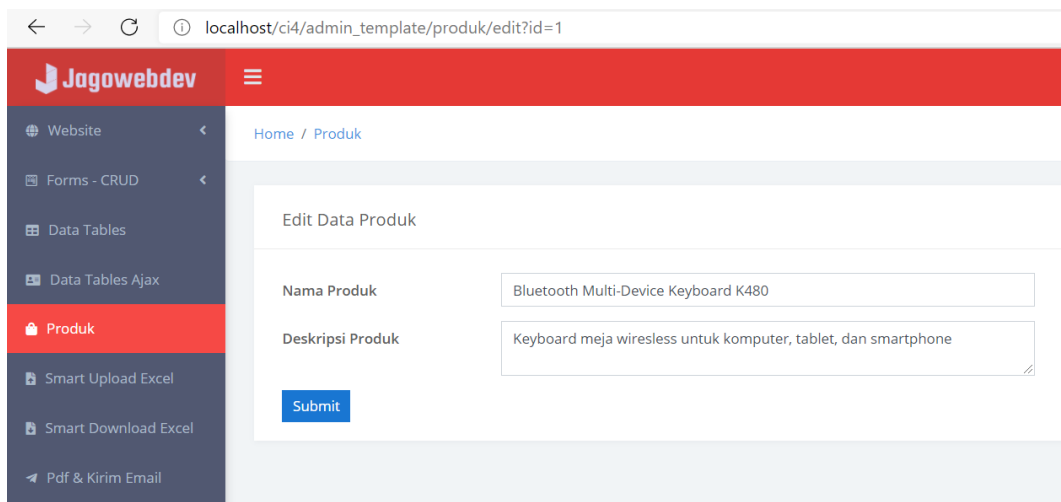 localhost/ci4/admin_template/produk/edit?id=1
Jagowebdev
Website
Home / Produk
Forms - CRUD
Data Tables
Data Tables Ajax
Produk
Smart Upload Excel
Smart Download Excel
Pdf & Kirim Email
Edit Data Produk
Nama Produk
Bluetooth Multi-Device Keyboard K480
Deskripsi Produk
Keyboard meja wiresless untuk komputer, tablet, dan smartphone
Submit